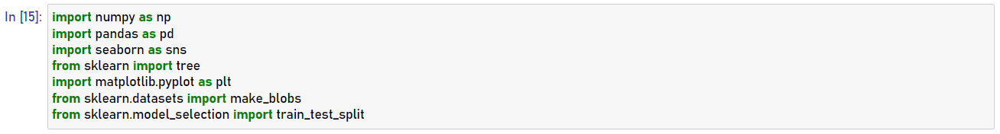 In [15]: import numpy as np
import pandas as pd
import seaborn as sns
from sklearn import tree
import matplotlib.pyplot as plt
from sklearn.datasets import make_blobs
from sklearn.model_selection import train_test_split